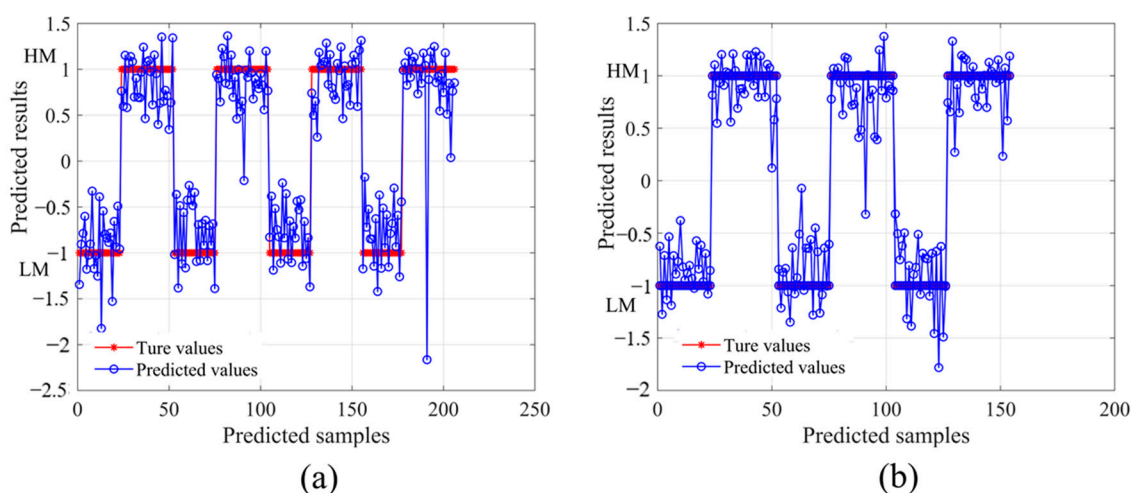 1.5
HM
1
0.5
0
−0.5
−1
LM
−1.5
−2
−2.5
Predicted results
Ture values
Predicted values
0 50 100 150 200 250
Predicted samples
(a)
1.5
HM
1
0.5
0
−0.5
−1
LM
−1.5
−2
Predicted results
Ture values
Predicted values
0 50 100 150 200
Predicted samples
(b)